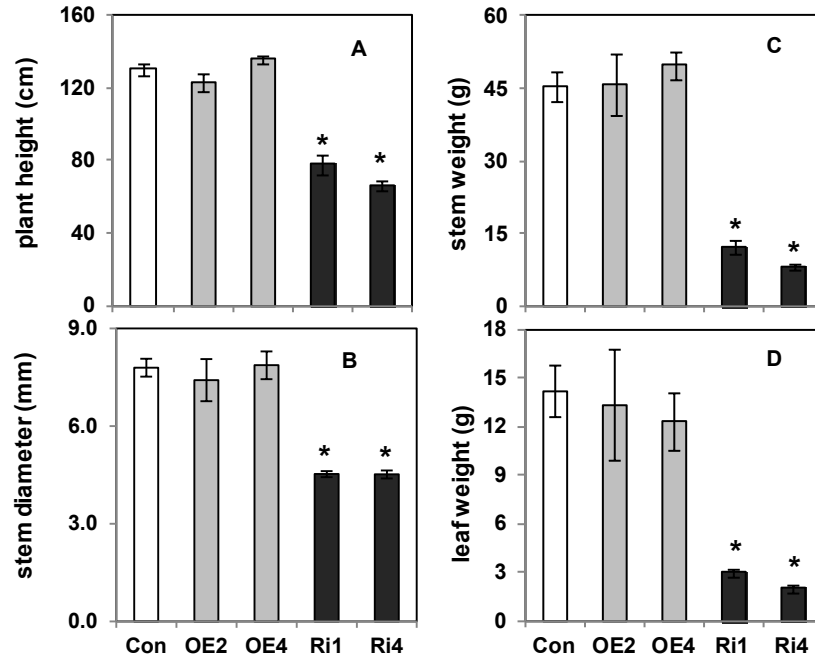 A
plant height (cm)
160
120
80
40
0
*
*
C
stem weight (g)
60
45
30
15
0
*
*
B
stem diameter (mm)
9.0
6.0
3.0
0.0
*
*
Con OE2 OE4 Ri1 Ri4
D
leaf weight (g)
18
15
12
9
6
3
0
*
*
Con OE2 OE4 Ri1 Ri4